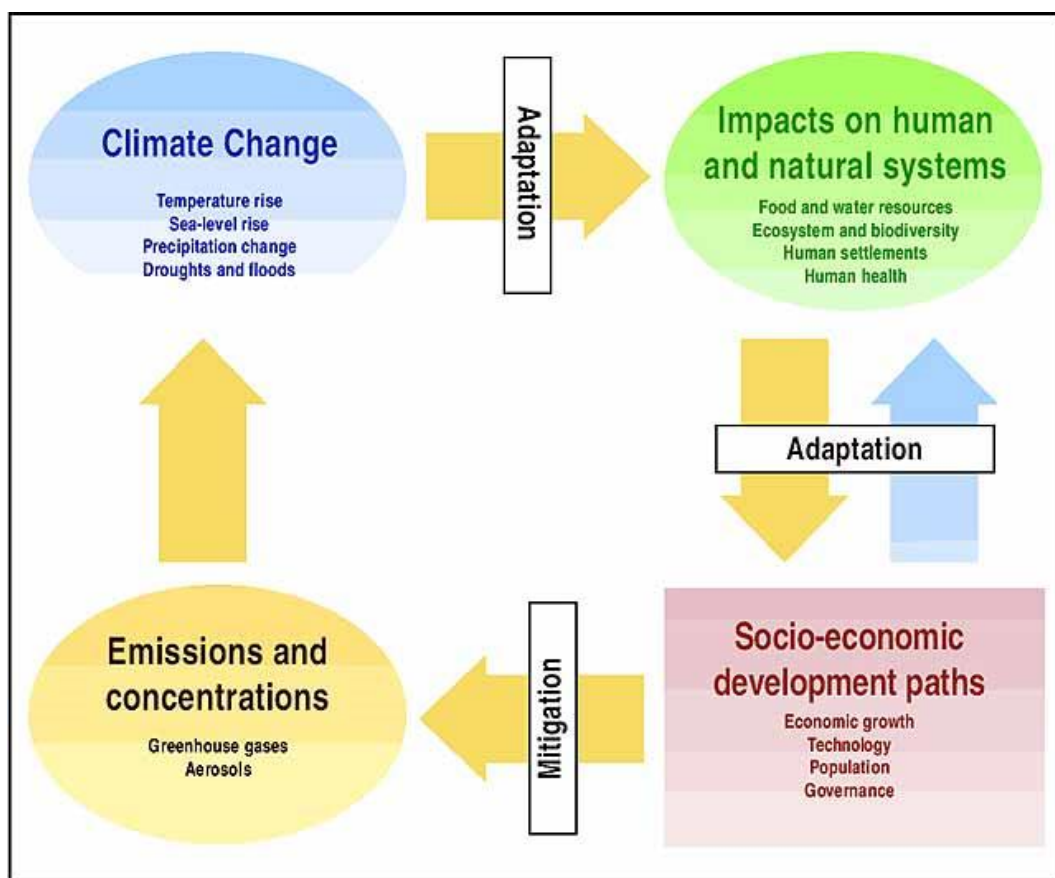 Climate Change
Temperature rise
Sea-level rise
Precipitation change
Droughts and floods
Adaptation
Impacts on human
and natural systems
Food and water resources
Ecosystem and biodiversity
Human settlements
Human health
Adaptation
Emissions and
concentrations
Greenhouse gases
Aerosols
Mitigation
Socio-economic
development paths
Economic growth
Technology
Population
Governance